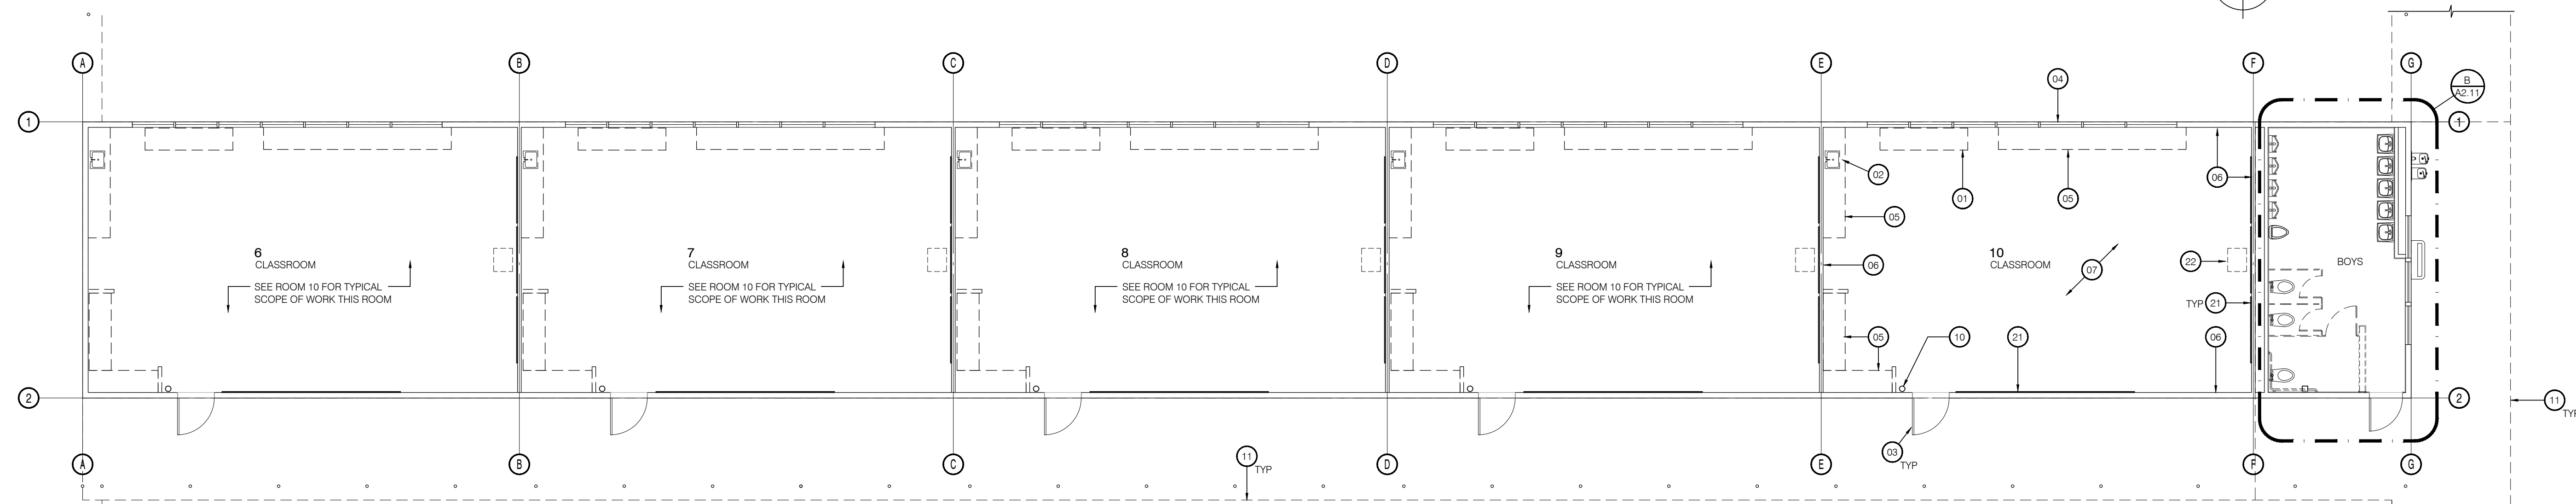 A
B
C
D
E
F
G
B
A2.11
04
1
1
02
01
05
06
05
6
CLASSROOM
SEE ROOM 10 FOR TYPICAL
SCOPE OF WORK THIS ROOM
7
CLASSROOM
SEE ROOM 10 FOR TYPICAL
SCOPE OF WORK THIS ROOM
8
CLASSROOM
SEE ROOM 10 FOR TYPICAL
SCOPE OF WORK THIS ROOM
9
CLASSROOM
SEE ROOM 10 FOR TYPICAL
SCOPE OF WORK THIS ROOM
06
10
CLASSROOM
07
22
BOYS
TYP 21
05
10
21
06
2
2
11
TYP
03
TYP
11
TYP
A
B
C
D
E
F
G